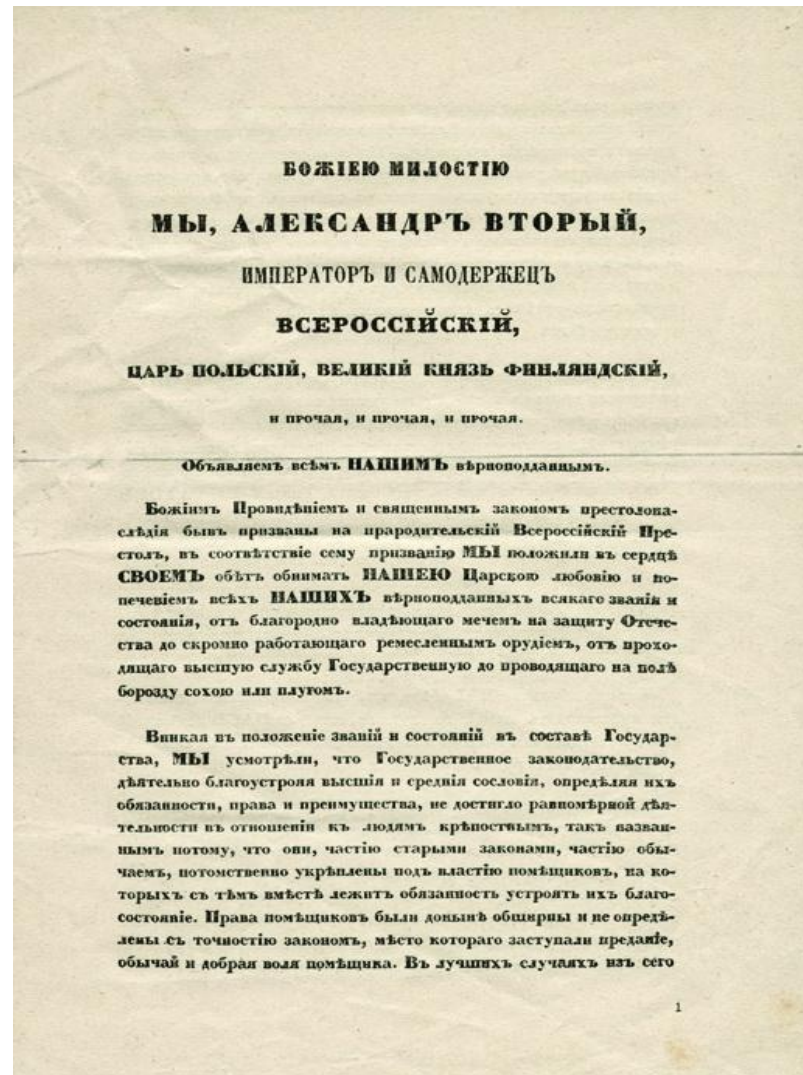 БОЖІЕЮ МИЛОСТІЮ
МЫ, АЛЕКСАНДРЪ ВТОРЫЙ,
ИМПЕРАТОРЪ И САМОДЕРЖЕЦЪ
ВСЕРОССІЙСКІЙ,
ЦАРЬ ПОЛЬСКІЙ, ВЕЛИКІЙ КНЯЗЬ ФИНЛЯНДСКІЙ,
И ПРОЧАЯ, И ПРОЧАЯ, И ПРОЧАЯ.
Объявляемъ всѣмъ НАШИМЪ вѣрноподданнымъ.
Божіимъ Провидѣніемъ и священнымъ закономъ престолона-
слѣдія бывъ призваны на прародительскій Всероссійскій Пре-
столъ, въ соотвѣтствіе сему призванію МЫ положили въ сердцѣ
СВОЕМЪ обѣтъ обнимать НАШЕЮ Царскою любовію и по-
печеніемъ всѣхъ НАШИХЪ вѣрноподданныхъ всякаго званія и
состоянія, отъ благородно владѣющаго мечемъ на защиту Отече-
ства до скромно работающаго ремесленнымъ орудіемъ, отъ прохо-
дящаго высшую службу Государственную до проводящаго на полѣ
борозду сохою или плугомъ.
Вникая въ положеніе званій и состояній въ составѣ Государ-
ства, МЫ усмотрѣли, что Государственное законодательство,
дѣятельно благоустрояя высшія и среднія сословія, опредѣляя ихъ
обязанности, права и преимущества, не достигло равномѣрной дѣя-
тельности въ отношеніи къ людямъ крѣпостнымъ, такъ назван-
нымъ потому, что они, частію старыми законами, частію обы-
чаемъ, потомственно укрѣплены подъ властію помѣщиковъ, на ко-
торыхъ съ тѣмъ вмѣстѣ лежитъ обязанность устроять ихъ благо-
состояніе. Права помѣщиковъ были донынѣ обширны и не опредѣ-
лены съ точностію закономъ, мѣсто котораго заступали преданіе,
обычай и добрая воля помѣщика. Въ лучшихъ случаяхъ изъ сего
1